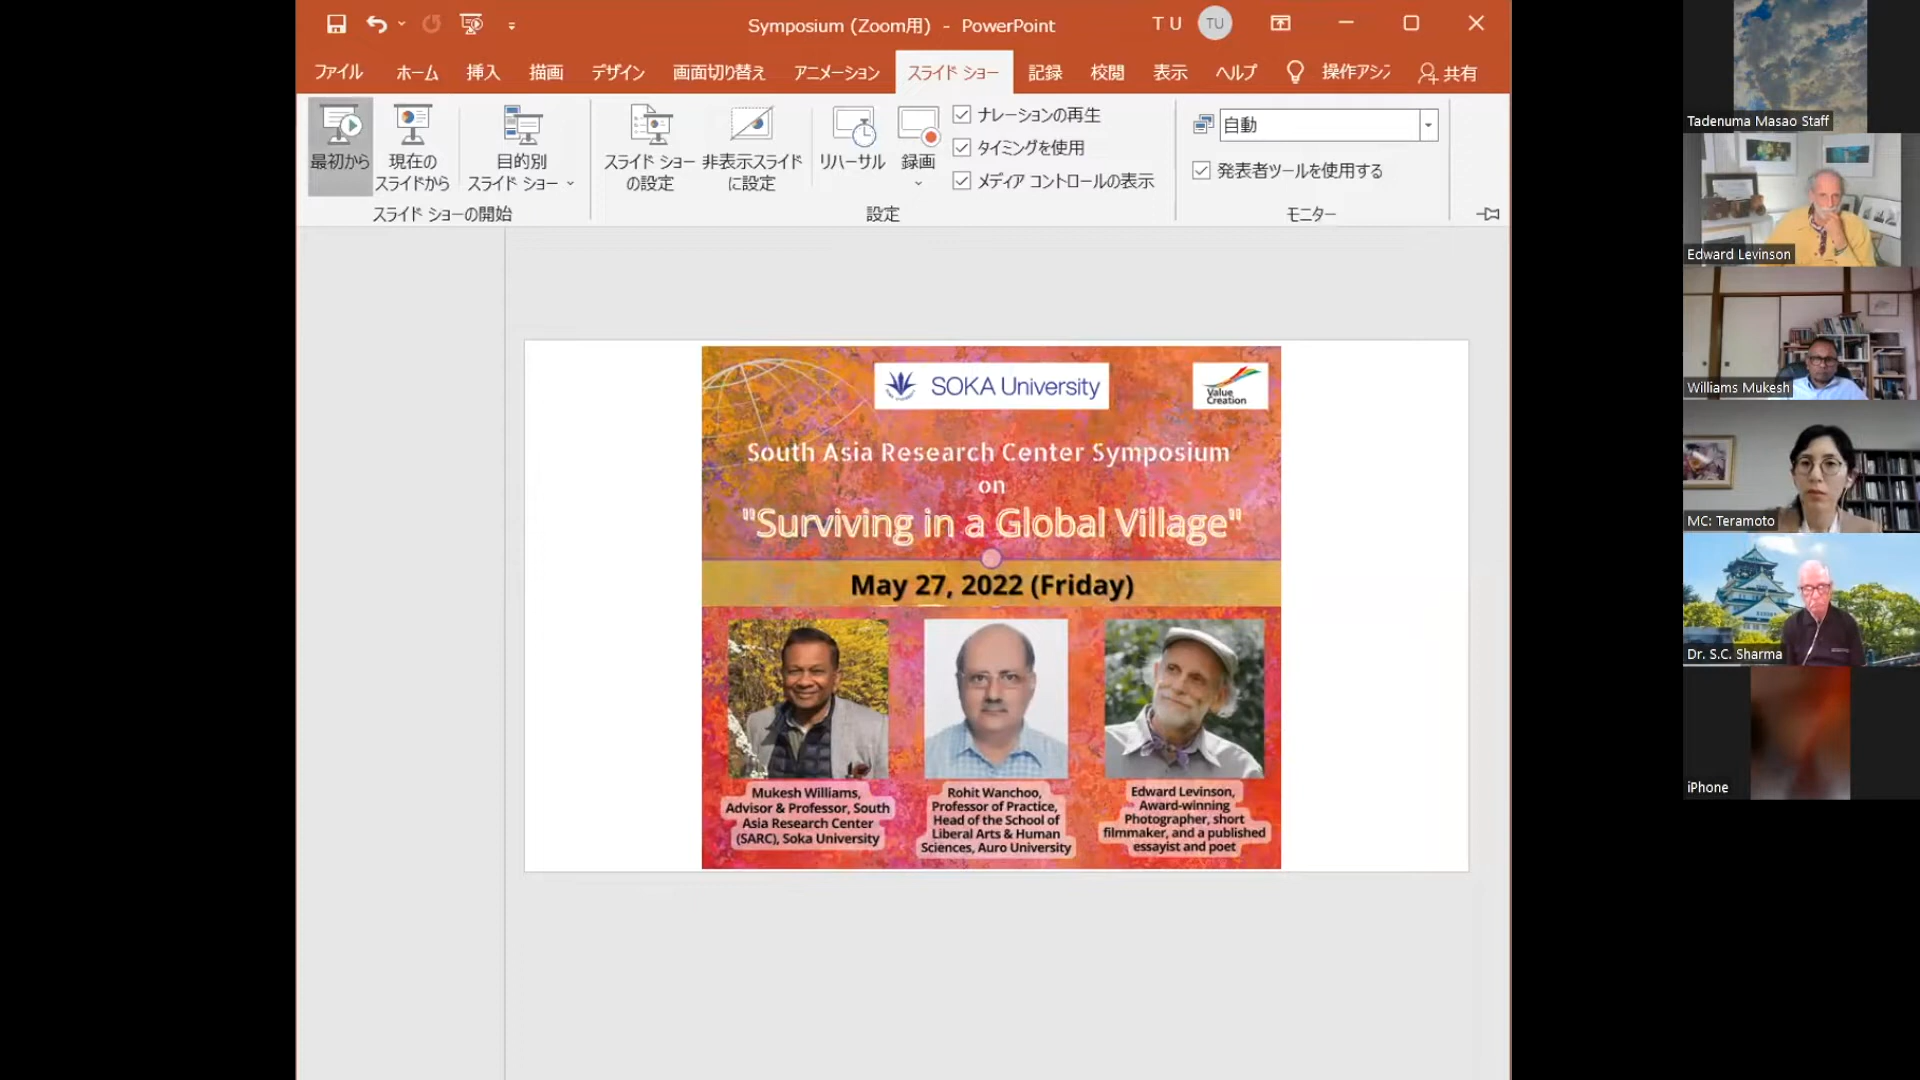 Symposium (Zoom用) - PowerPoint
T U
TU
ファイル
ホーム
挿入
描画
デザイン
画面切り替え
アニメーション
スライド ショー
記録
校閲
表示
ヘルプ
操作アシ
共有
最初から
現在の
スライドから
目的別
スライド ショー
スライド ショーの開始
スライド ショー
の設定
非表示スライド
に設定
リハーサル
録画
ナレーションの再生
タイミングを使用
メディア コントロールの表示
設定
自動
発表者ツールを使用する
モニター
SOKA University
Value
Creation
South Asia Research Center Symposium
on
"Surviving in a Global Village"
May 27, 2022 (Friday)
Mukesh Williams,
Advisor & Professor, South
Asia Research Center
(SARC), Soka University
Rohit Wanchoo,
Professor of Practice,
Head of the School of
Liberal Arts & Human
Sciences, Auro University
Edward Levinson,
Award-winning
Photographer, short
filmmaker, and a published
essayist and poet
Tadenuma Masao Staff
Edward Levinson
Williams Mukesh
MC: Teramoto
Dr. S.C. Sharma
iPhone